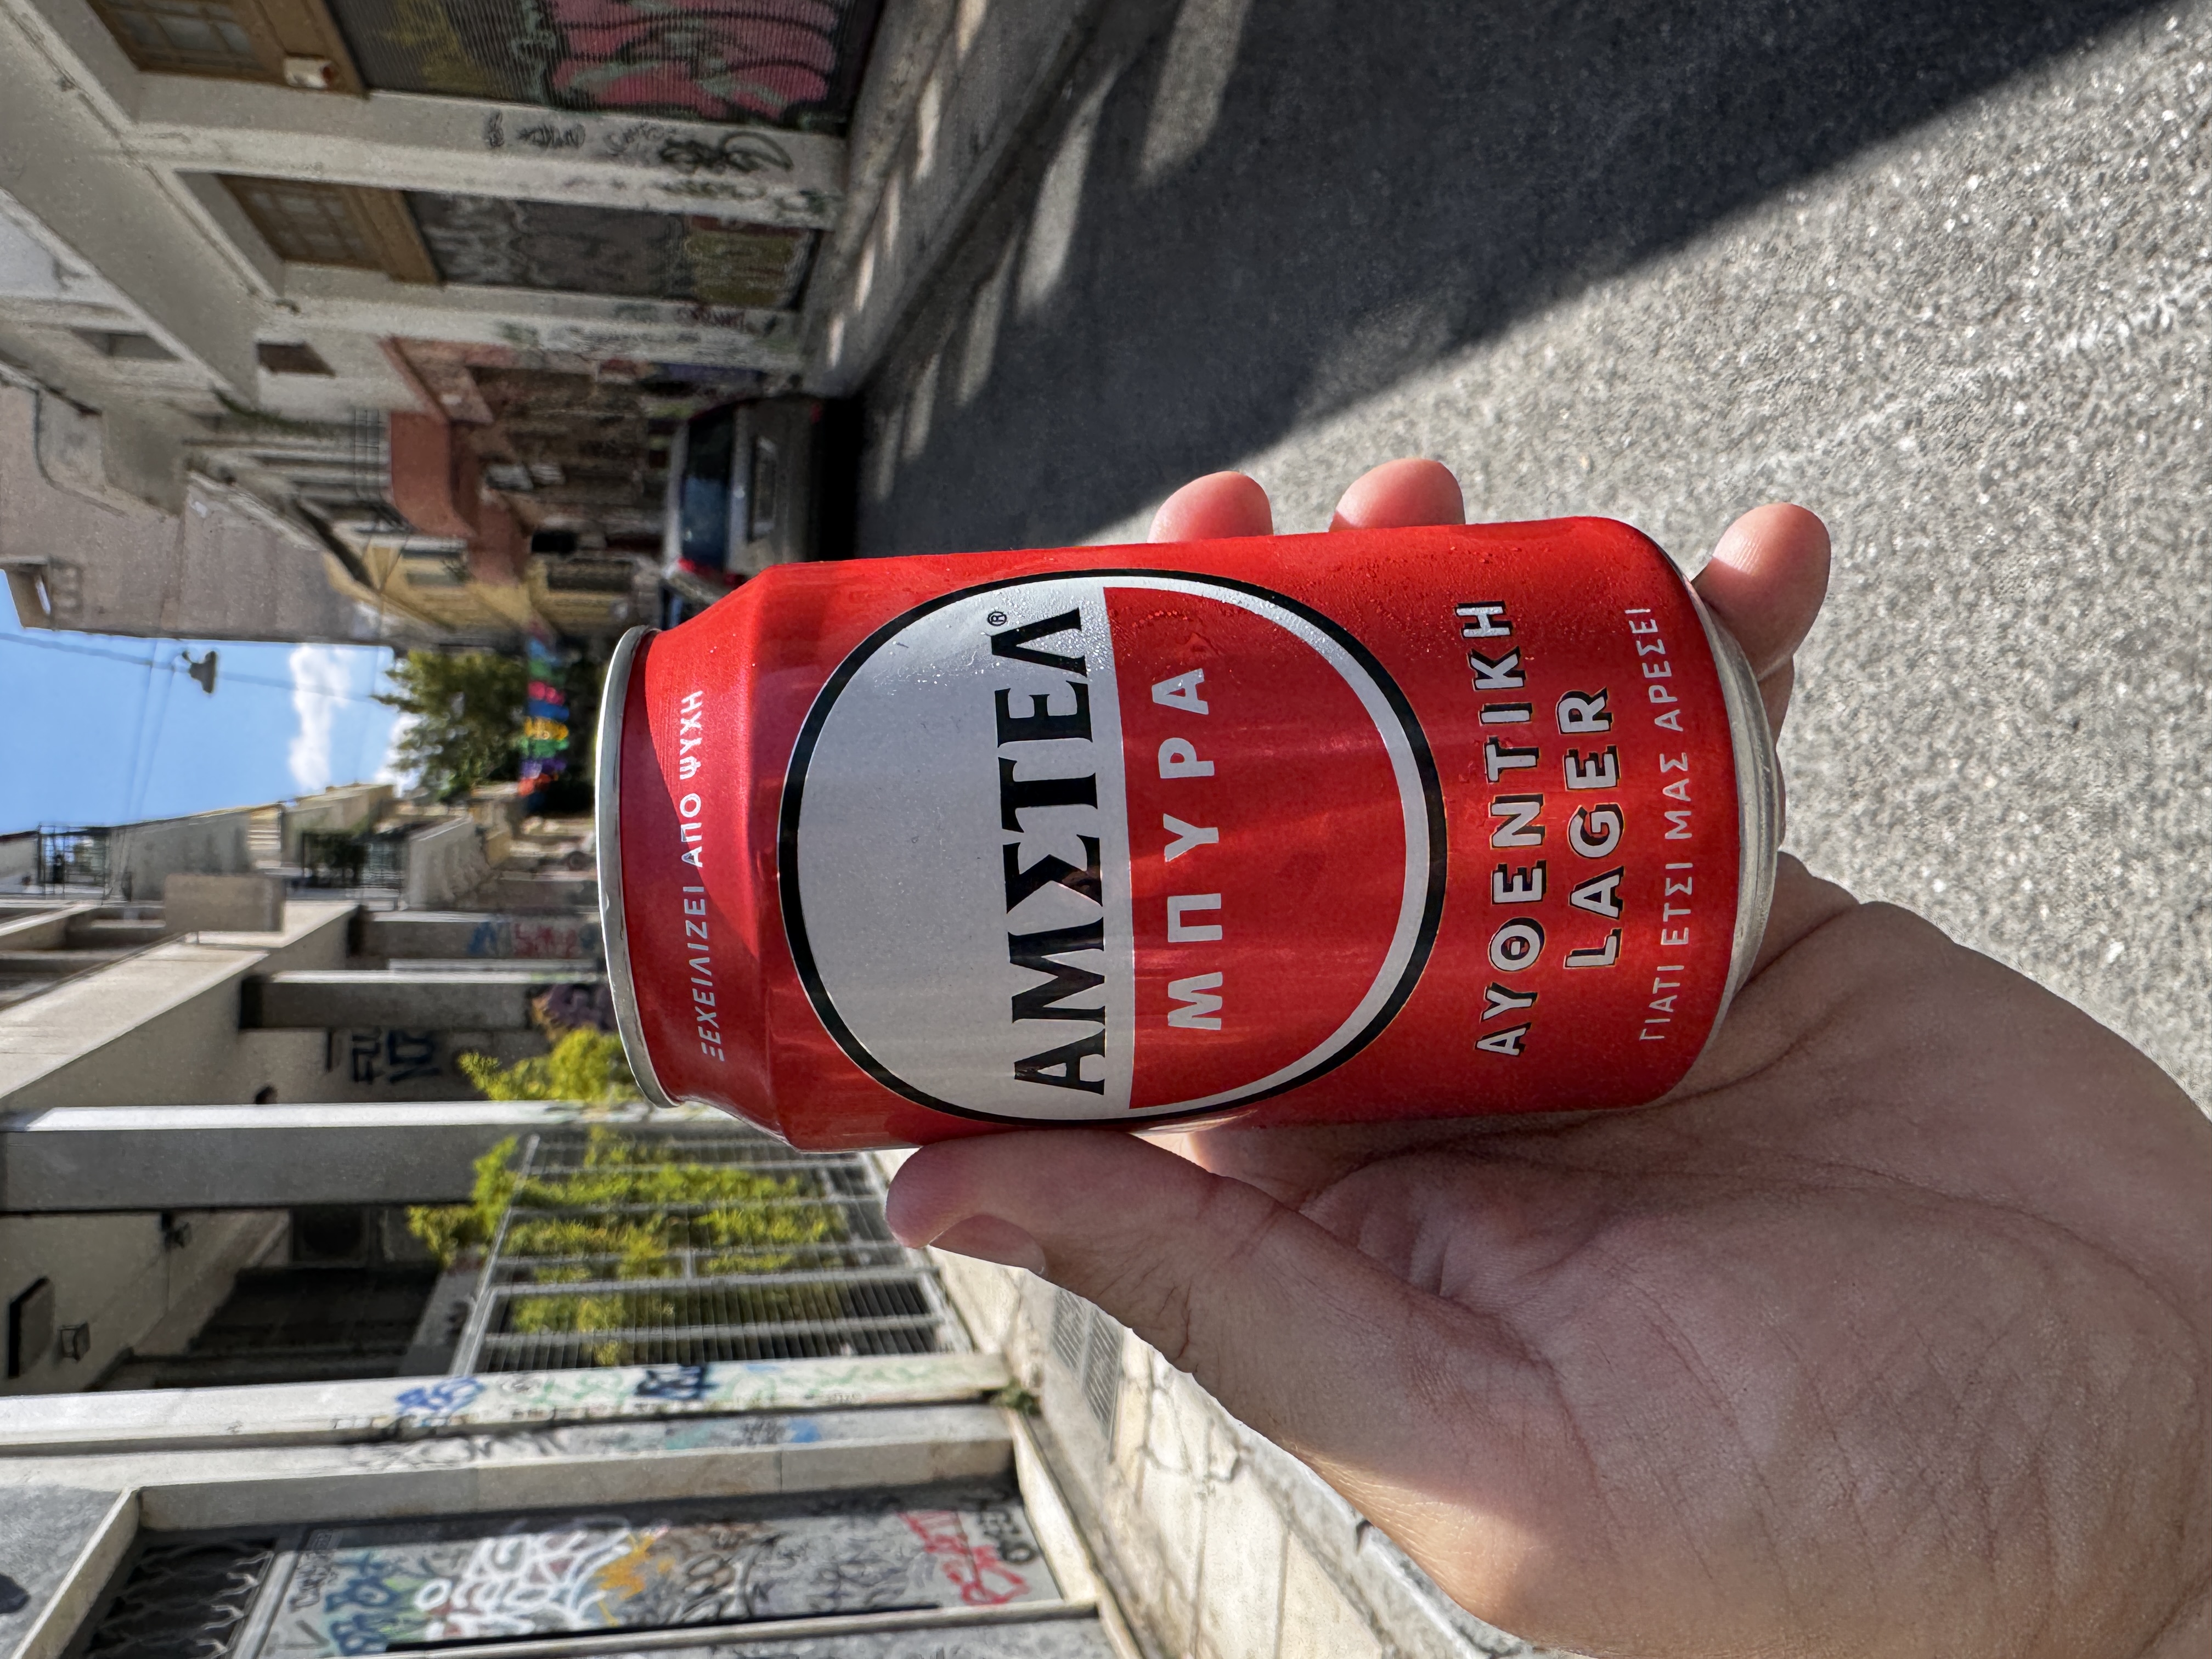 ΞΕΧΕΙΛΙΖΕΙ ΑΠΟ ΨΥΧΗ
ΑΜΣΤΕΛ®
ΜΠΥΡΑ
ΑΥΘΕΝΤΙΚΗ
LAGER
ΓΙΑΤΙ ΕΤΣΙ ΜΑΣ ΑΡΕΣΕΙ